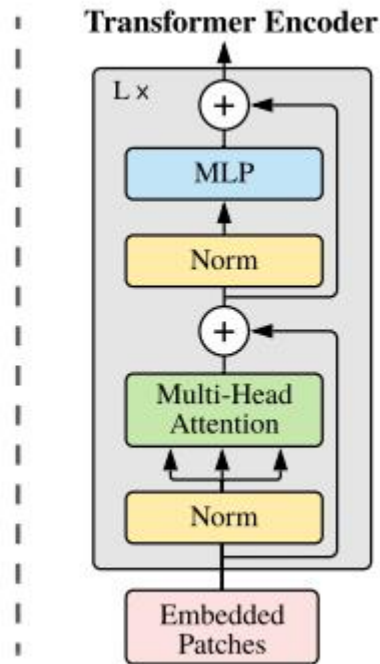 Transformer Encoder
L ×
+
MLP
Norm
+
Multi-Head
Attention
Norm
Embedded
Patches